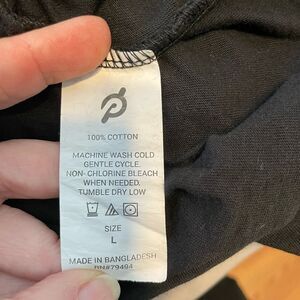 100% COTTON
MACHINE WASH COLD
GENTLE CYCLE.
NON-CHLORINE BLEACH
WHEN NEEDED.
TUMBLE DRY LOW
SIZE
L
MADE IN BANGLADESH
RN#79494